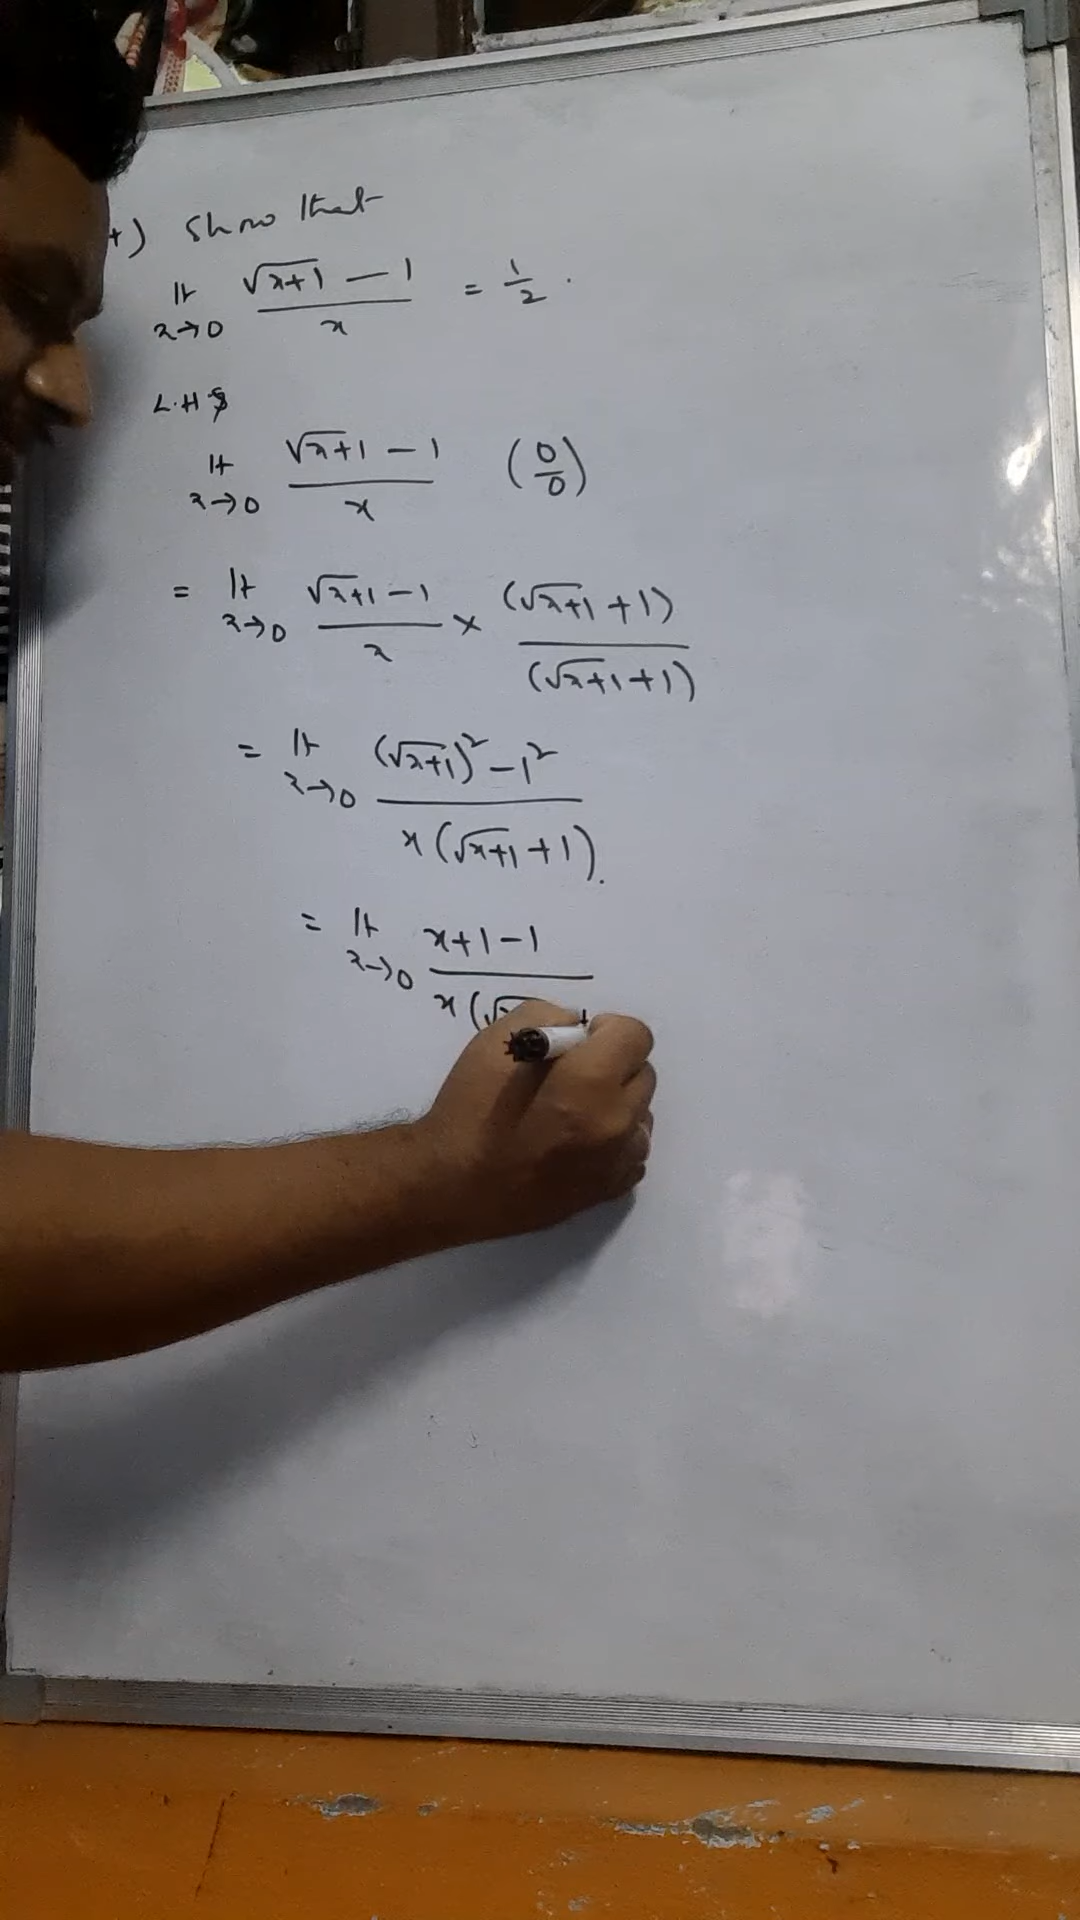 +) Show that
lt x→0 (√(x+1) − 1)/x = 1/2 .
L.H.S
lt x→0 (√(x+1) − 1)/x (0/0)
= lt x→0 (√(x+1) − 1)/x × (√(x+1) + 1)/(√(x+1) + 1)
= lt x→0 ((√(x+1))² − 1²)/(x(√(x+1) + 1)).
= lt x→0 (x+1−1)/(x(√